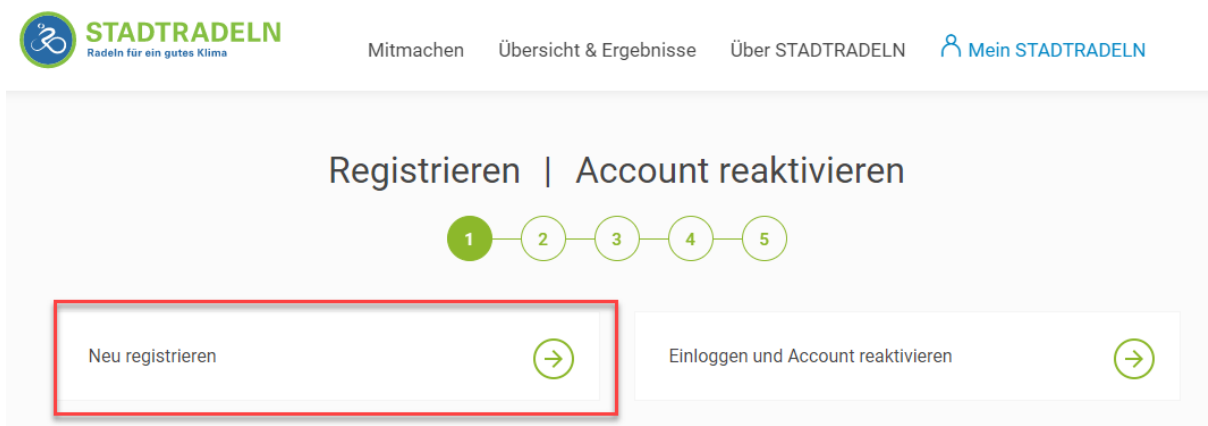 STADTRADELN
Radeln für ein gutes Klima
Mitmachen Übersicht & Ergebnisse Über STADTRADELN Mein STADTRADELN
Registrieren | Account reaktivieren
1 2 3 4 5
Neu registrieren
Einloggen und Account reaktivieren